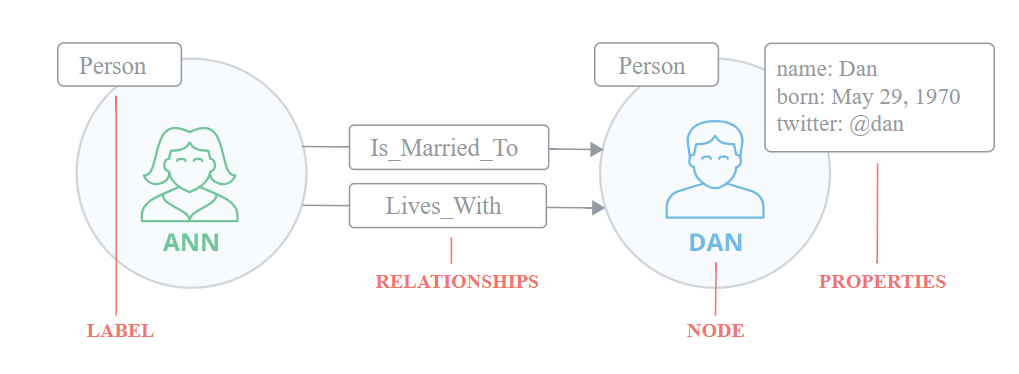 Person
Person
name: Dan
born: May 29, 1970
twitter: @dan
Is_Married_To
Lives_With
ANN
DAN
RELATIONSHIPS
PROPERTIES
LABEL
NODE